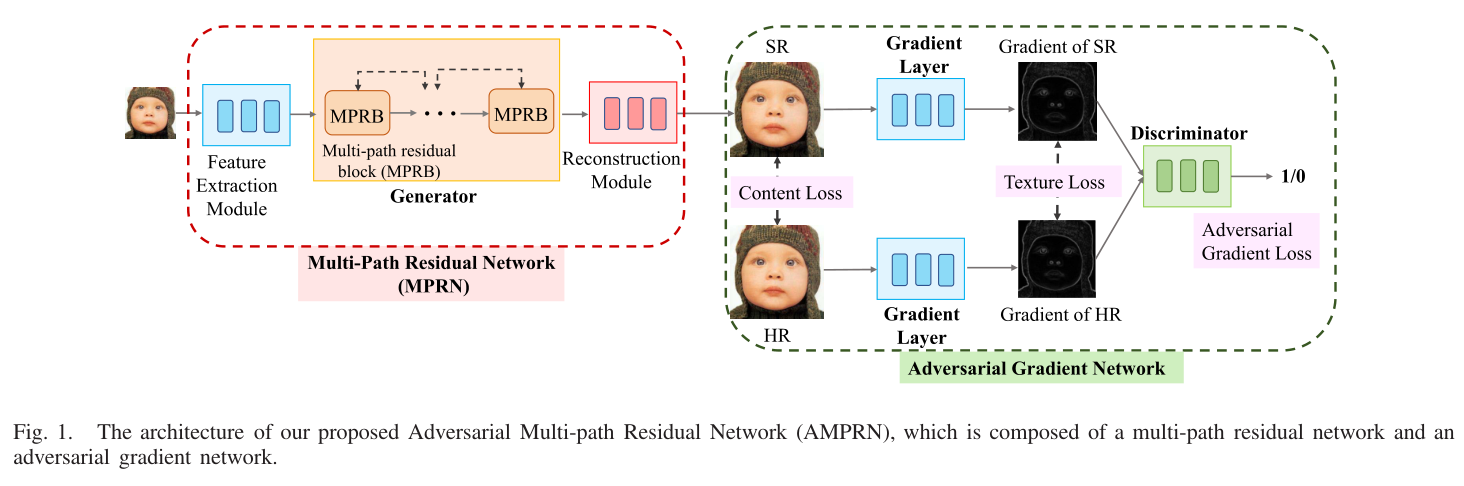 SR
Gradient
Layer
Gradient of SR
MPRB
• • •
MPRB
Multi-path residual
block (MPRB)
Generator
Feature
Extraction
Module
Reconstruction
Module
Multi-Path Residual Network
(MPRN)
Content Loss
Texture Loss
Discriminator
1/0
Adversarial
Gradient Loss
HR
Gradient
Layer
Gradient of HR
Adversarial Gradient Network
Fig. 1. The architecture of our proposed Adversarial Multi-path Residual Network (AMPRN), which is composed of a multi-path residual network and an
adversarial gradient network.